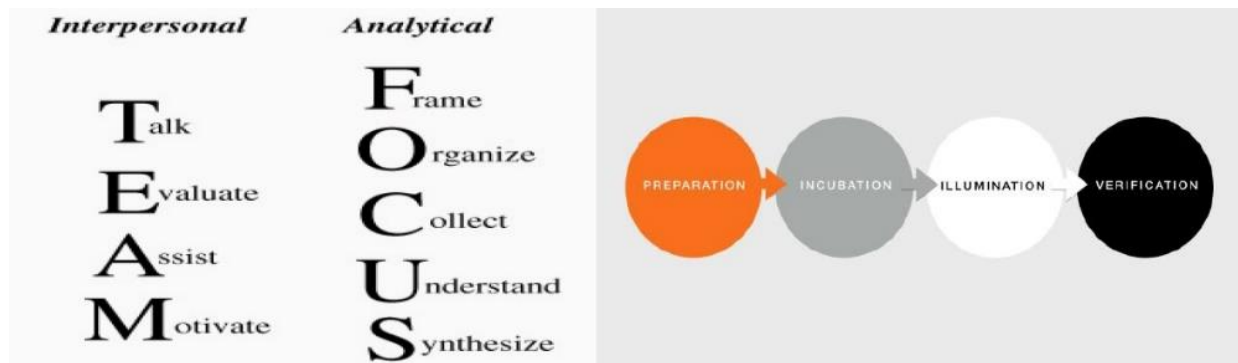 Interpersonal
Talk
Evaluate
Assist
Motivate
Analytical
Frame
Organize
Collect
Understand
Synthesize
PREPARATION
INCUBATION
ILLUMINATION
VERIFICATION